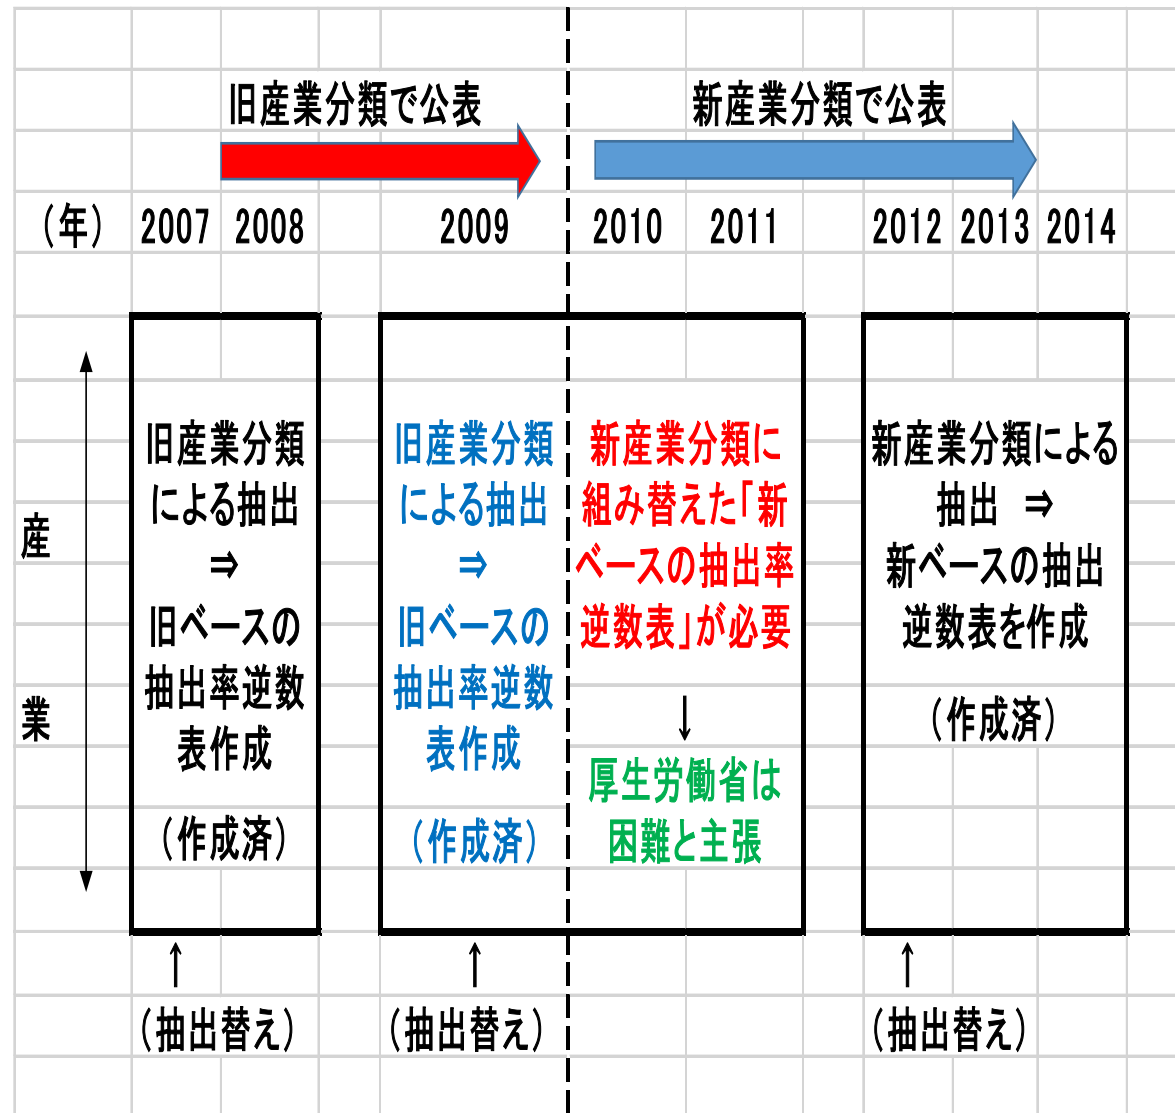 旧産業分類で公表
新産業分類で公表
（年） 2007 2008 2009 2010 2011 2012 2013 2014
産
業
旧産業分類
による抽出
⇒
旧ベースの
抽出率逆数
表作成
（作成済）
旧産業分類
による抽出
⇒
旧ベースの
抽出率逆数
表作成
（作成済）
新産業分類に
組み替えた「新
ベースの抽出率
逆数表」が必要
↓
厚生労働省は
困難と主張
新産業分類による
抽出 ⇒
新ベースの抽出
逆数表を作成
（作成済）
↑
（抽出替え）
↑
（抽出替え）
↑
（抽出替え）